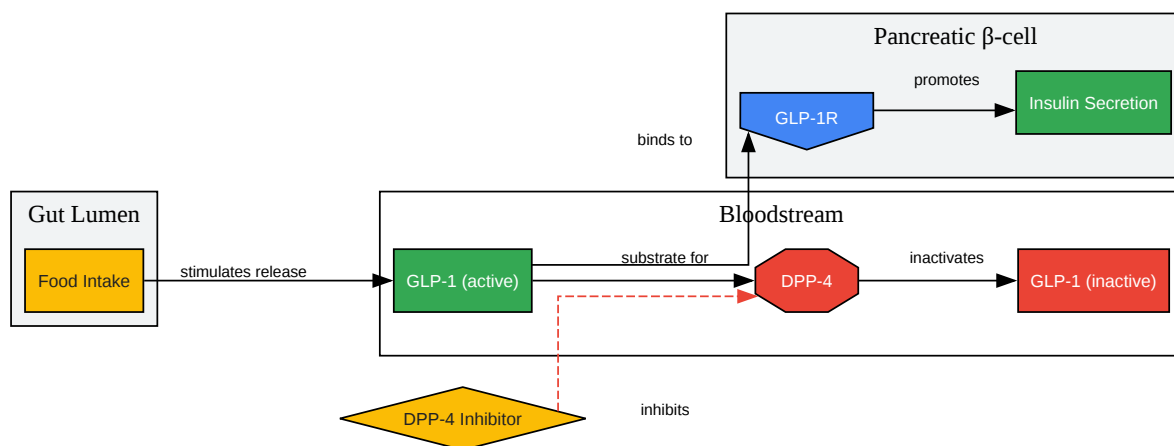 Pancreatic β-cell
promotes
GLP-1R
Insulin Secretion
binds to
Gut Lumen
Bloodstream
Food Intake
stimulates release
GLP-1 (active)
substrate for
DPP-4
inactivates
GLP-1 (inactive)
DPP-4 Inhibitor
inhibits